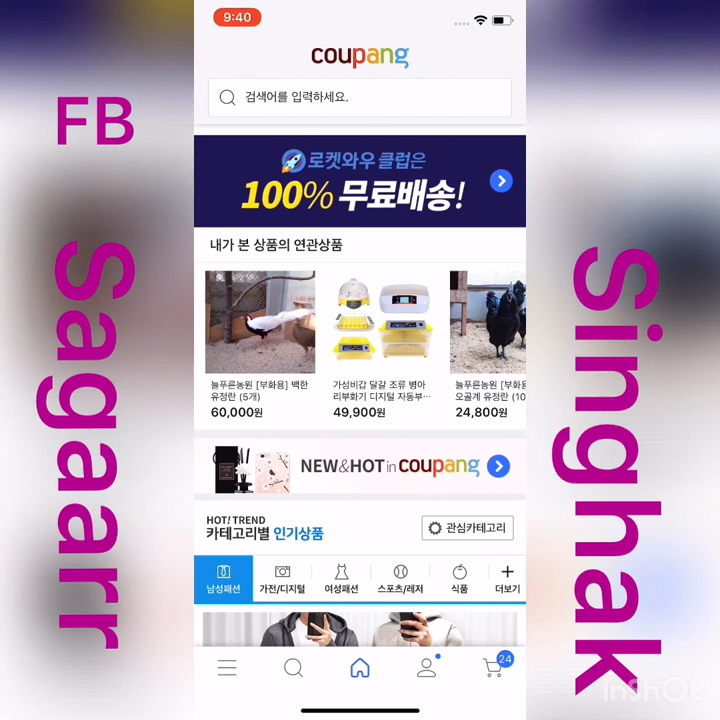 9:40
coupang
검색어를 입력하세요.
로켓와우 클럽은
100% 무료배송!
내가 본 상품의 연관상품
늘푸른농원 [부화용] 백한
유정란 (5개)
60,000원
가성비갑 달걀 조류 병아
리부화기 디지털 자동부…
49,900원
늘푸른농원 [부화용
오골계 유정란 (10
24,800원
NEW&HOT in coupang
HOT! TREND
카테고리별 인기상품
관심카테고리
남성패션
가전/디지털
여성패션
스포츠/레저
식품
더보기
24
FB
Sagaarr
Singhak
InShOt